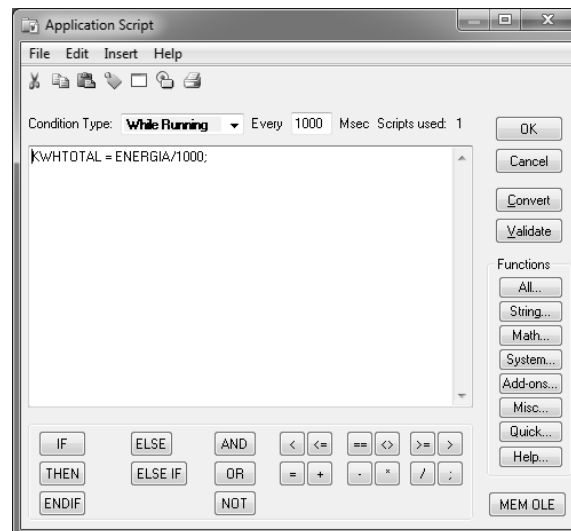 Application Script
File Edit Insert Help
Condition Type: While Running Every 1000 Msec Scripts used: 1
KWHTOTAL = ENERGIA/1000;
OK
Cancel
Convert
Validate
Functions
All...
String...
Math...
System...
Add-ons...
Misc...
Quick...
Help...
IF ELSE AND < <= == <> >= >
THEN ELSE IF OR = + - * / ;
ENDIF NOT
MEM OLE